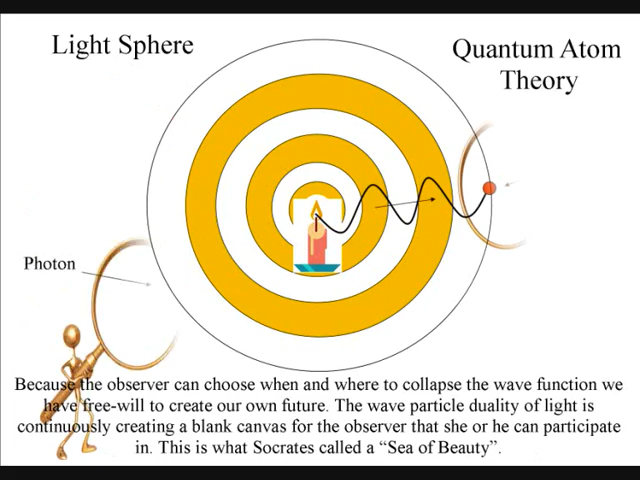 Light Sphere
Quantum Atom
Theory
Photon
Because the observer can choose when and where to collapse the wave function we
have free-will to create our own future. The wave particle duality of light is
continuously creating a blank canvas for the observer that she or he can participate
in. This is what Socrates called a “Sea of Beauty”.